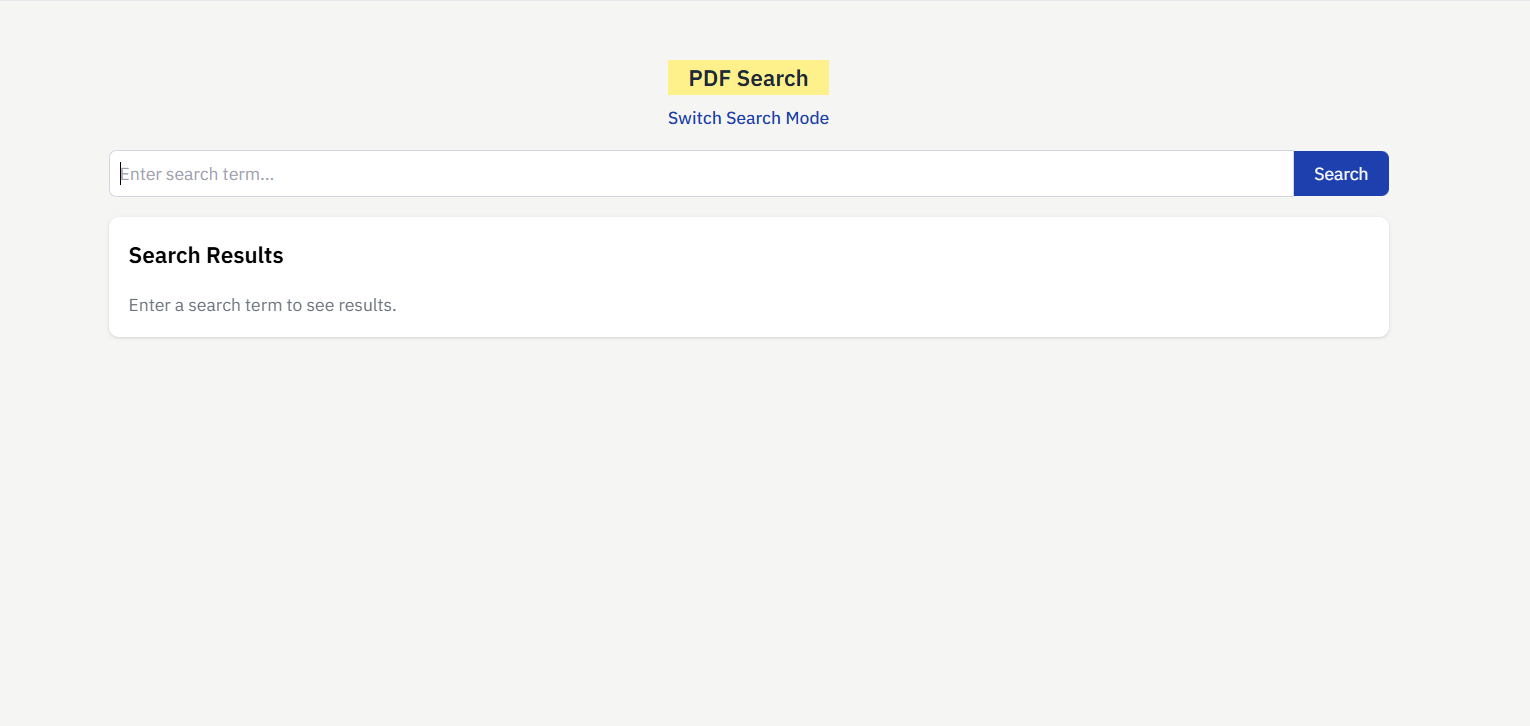 PDF Search
Switch Search Mode
Enter search term...
Search
Search Results
Enter a search term to see results.